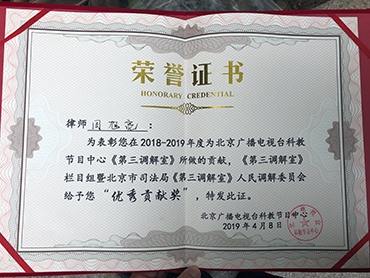 荣誉证书
HONORARY CREDENTIAL
律师周：
为表彰您在2018-2019年度为北京广播电视台科教
节目中心《第三调解室》所做的贡献，《第三调解室》
栏目组暨北京市司法局《第三调解室》人民调解委员会
给予您“优秀贡献奖”，特发此证。
北京广播电视台科教节目中心
2019年4月8日